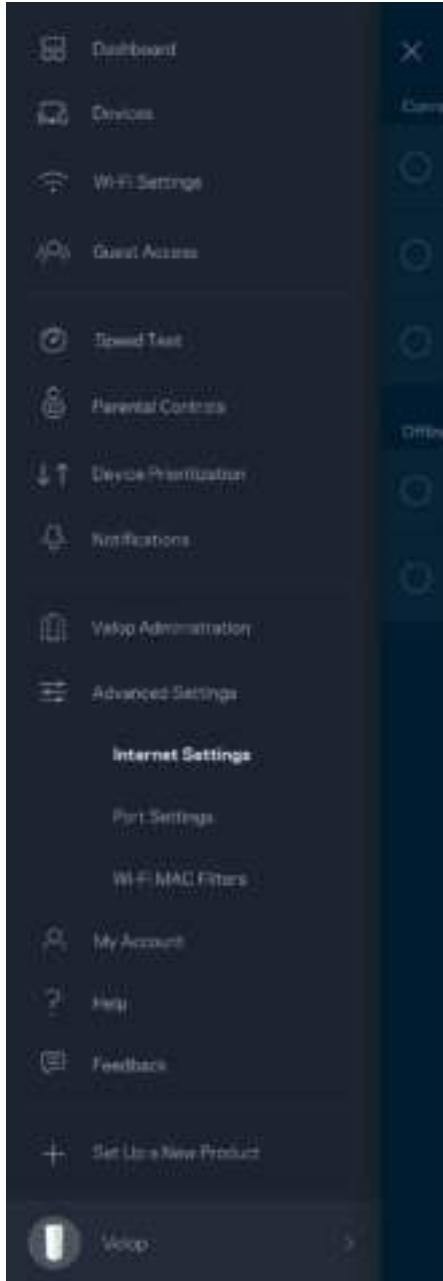 Dashboard
Devices
Wi-Fi Settings
Guest Access
Speed Test
Parental Controls
Device Prioritization
Notifications
Velop Administration
Advanced Settings
Internet Settings
Port Settings
Wi-Fi MAC Filters
My Account
Help
Feedback
Set Up a New Product
Velop